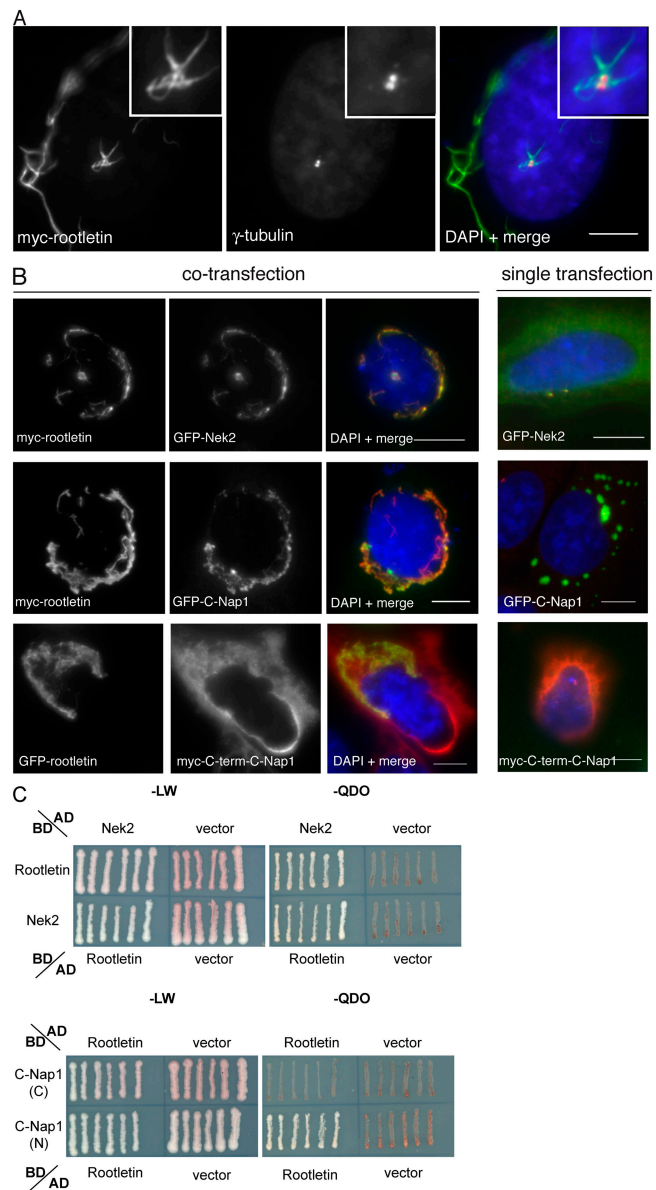 A
myc-rootletin
γ-tubulin
DAPI + merge
B
co-transfection
single transfection
myc-rootletin
GFP-Nek2
DAPI + merge
GFP-Nek2
myc-rootletin
GFP-C-Nap1
DAPI + merge
GFP-C-Nap1
GFP-rootletin
myc-C-term-C-Nap1
DAPI + merge
myc-C-term-C-Nap1
C
-LW
-QDO
BD AD
Nek2
vector
Nek2
vector
Rootletin
Nek2
BD AD
Rootletin
vector
Rootletin
vector
-LW
-QDO
BD AD
Rootletin
vector
Rootletin
vector
C-Nap1
(C)
C-Nap1
(N)
BD AD
Rootletin
vector
Rootletin
vector